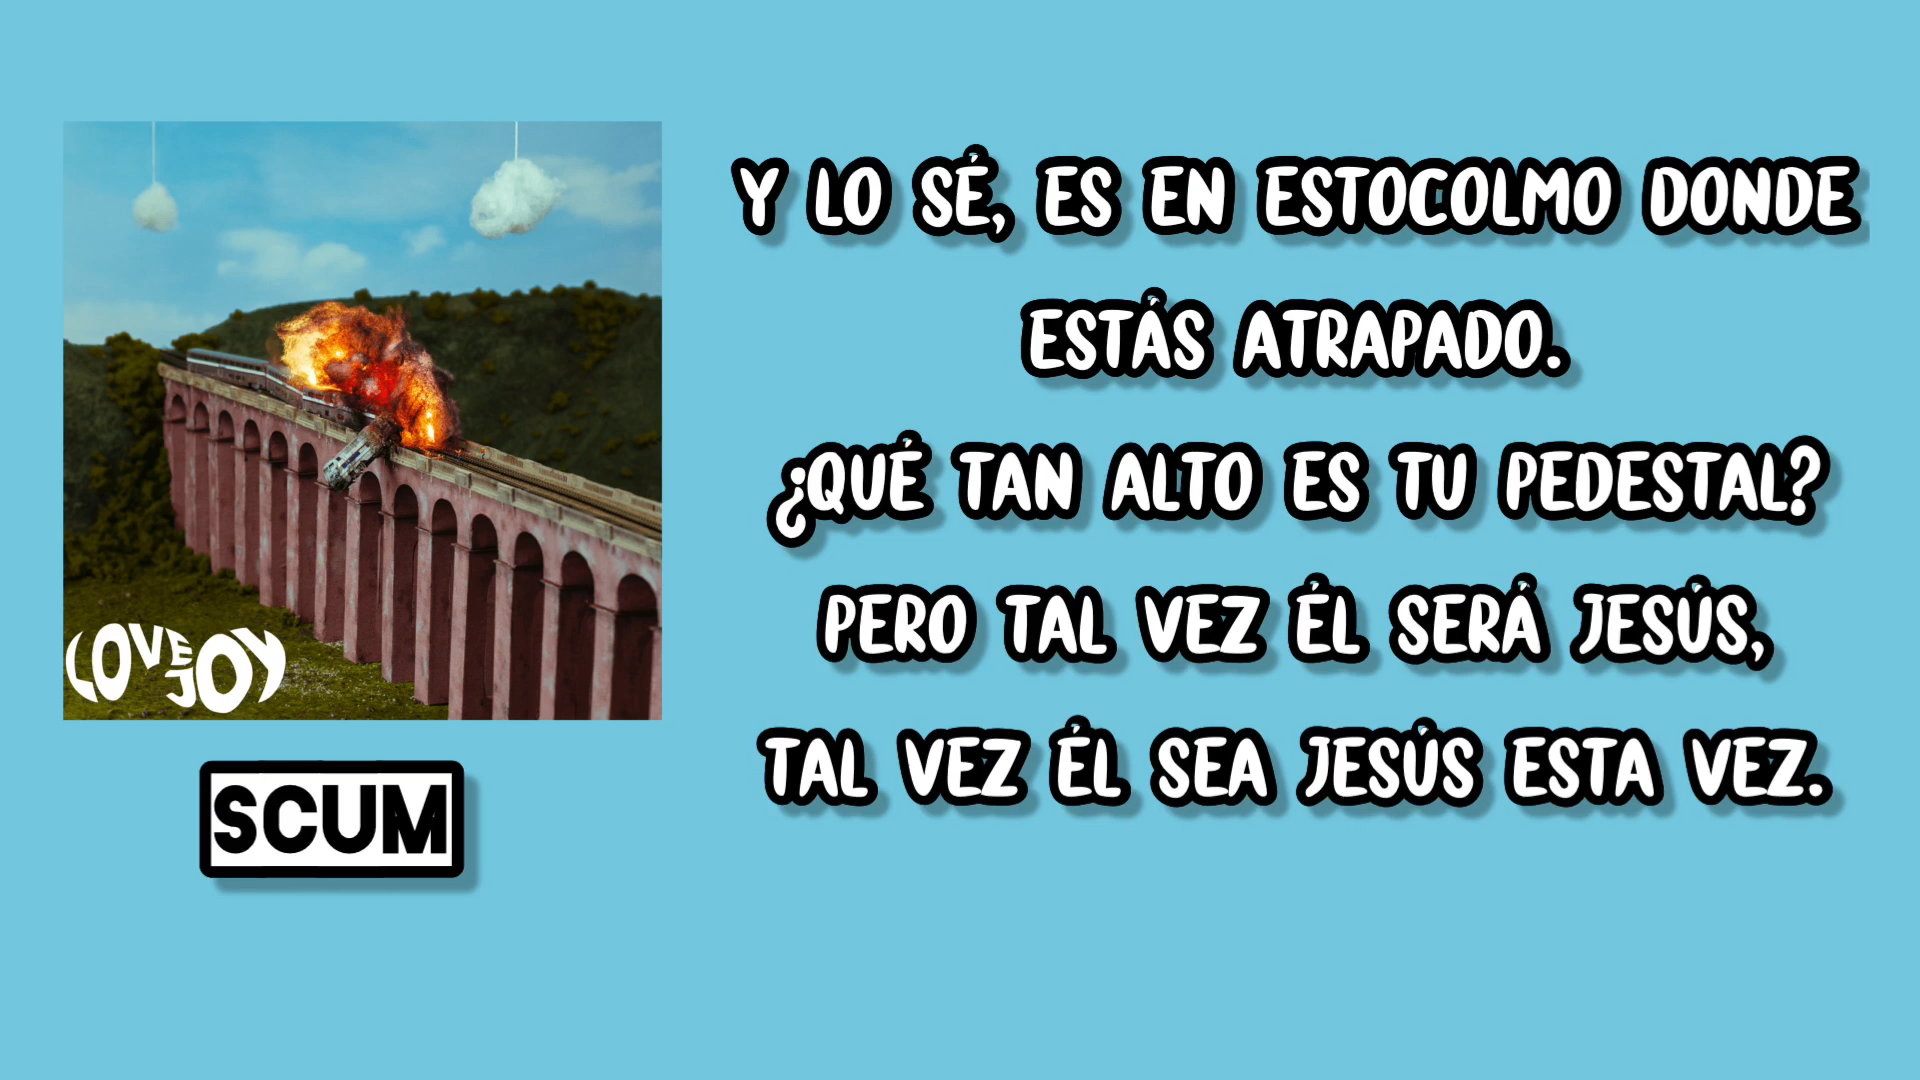 LOVEJOY
SCUM
Y LO SÉ, ES EN ESTOCOLMO DONDE
ESTÁS ATRAPADO.
¿QUÉ TAN ALTO ES TU PEDESTAL?
PERO TAL VEZ ÉL SERÁ JESÚS,
TAL VEZ ÉL SEA JESÚS ESTA VEZ.